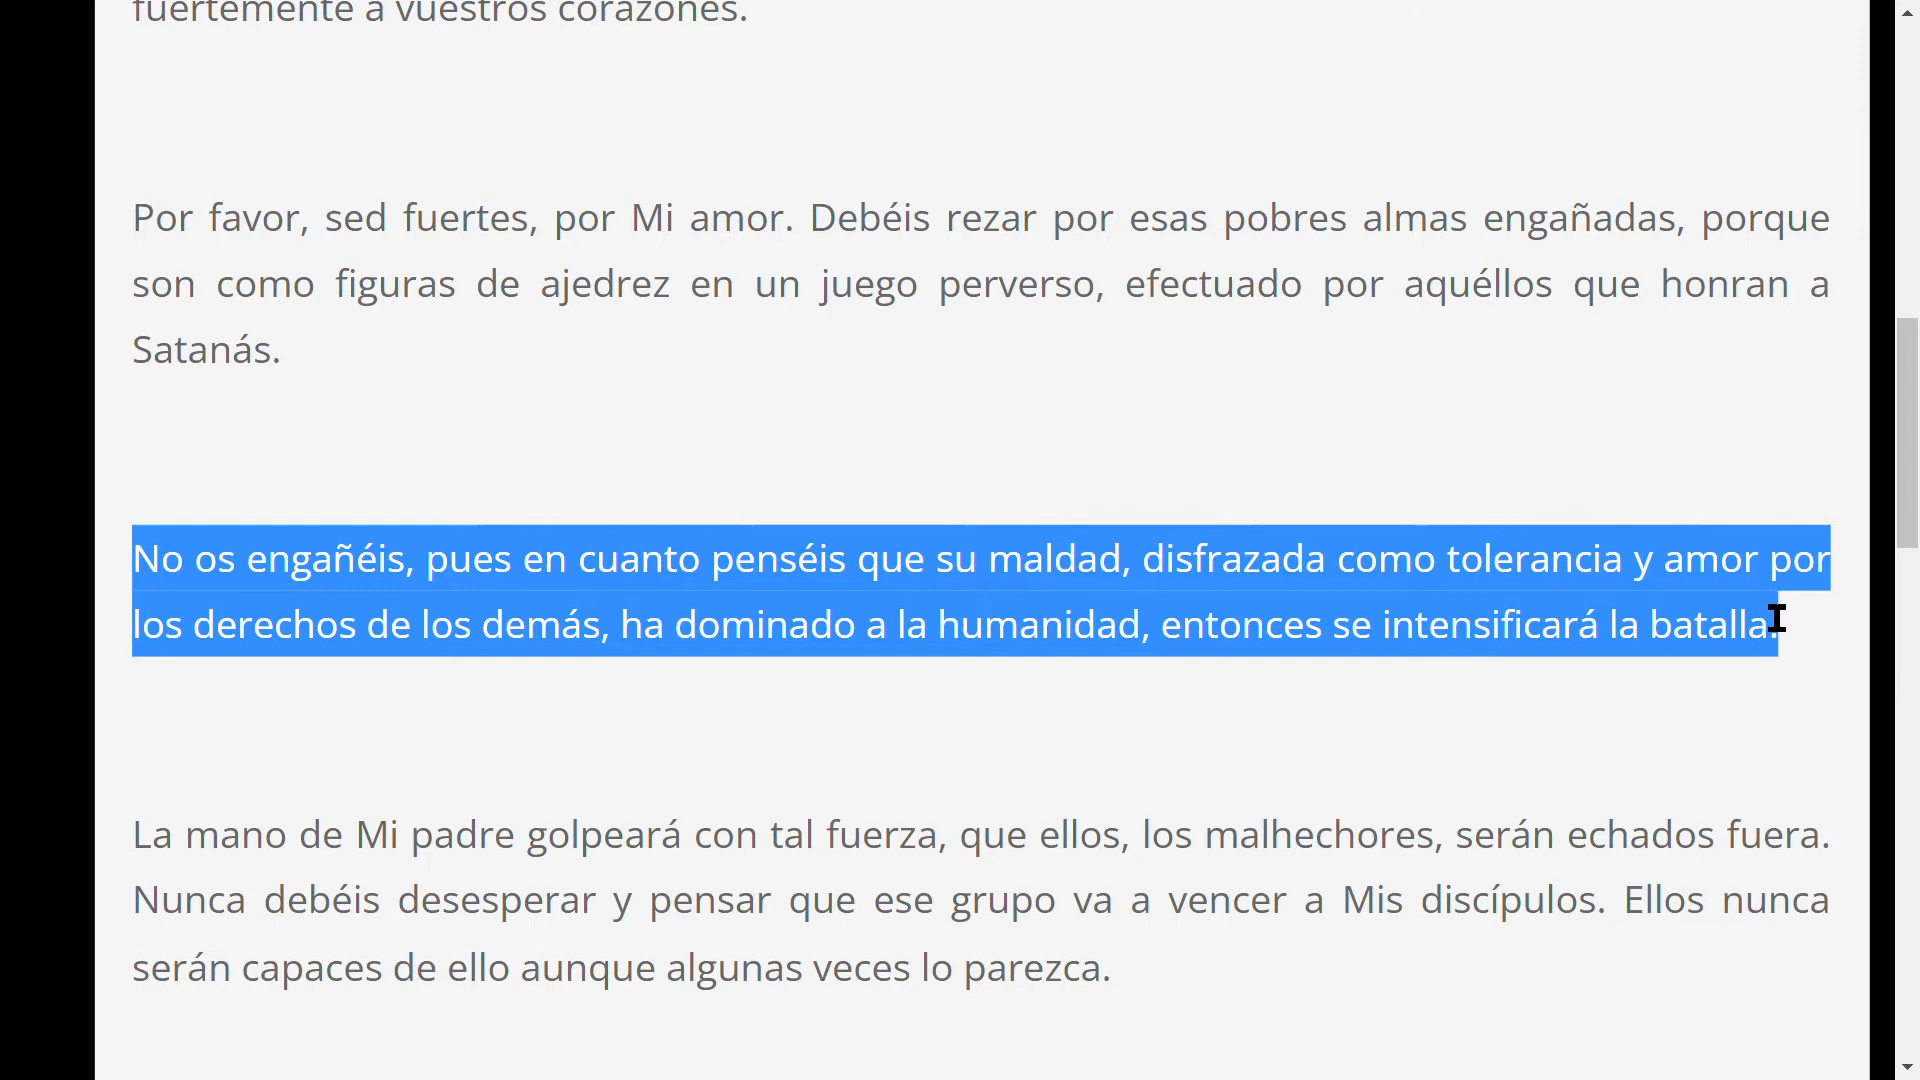 fuertemente a vuestros corazones.
Por favor, sed fuertes, por Mi amor. Debéis rezar por esas pobres almas engañadas, porque
son como figuras de ajedrez en un juego perverso, efectuado por aquéllos que honran a
Satanás.
No os engañéis, pues en cuanto penséis que su maldad, disfrazada como tolerancia y amor por
los derechos de los demás, ha dominado a la humanidad, entonces se intensificará la batalla.
La mano de Mi padre golpeará con tal fuerza, que ellos, los malhechores, serán echados fuera.
Nunca debéis desesperar y pensar que ese grupo va a vencer a Mis discípulos. Ellos nunca
serán capaces de ello aunque algunas veces lo parezca.